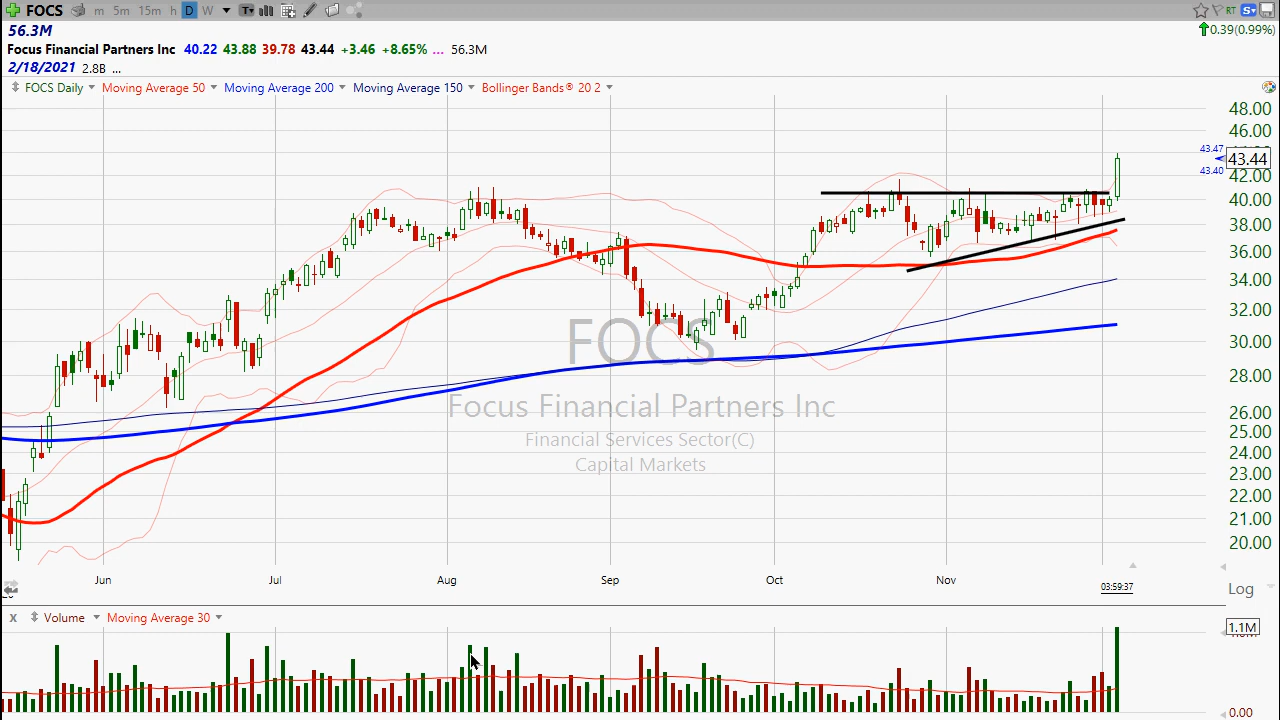 FOCS m 5m 15m h D W T RT S
56.3M 0.39(0.99%)
Focus Financial Partners Inc 40.22 43.88 39.78 43.44 +3.46 +8.65% ... 56.3M
2/18/2021 2.8B ...
FOCS Daily Moving Average 50 Moving Average 200 Moving Average 150 Bollinger Bands® 20 2
48.00
46.00
43.47
43.44
43.40
42.00
40.00
38.00
36.00
34.00
32.00
FOCS
30.00
28.00
Focus Financial Partners Inc
26.00
25.00
Financial Services Sector(C)
24.00
Capital Markets
23.00
22.00
21.00
20.00
Jun Jul Aug Sep Oct Nov 03:59:37
Log
X Volume Moving Average 30
1.1M
0.00